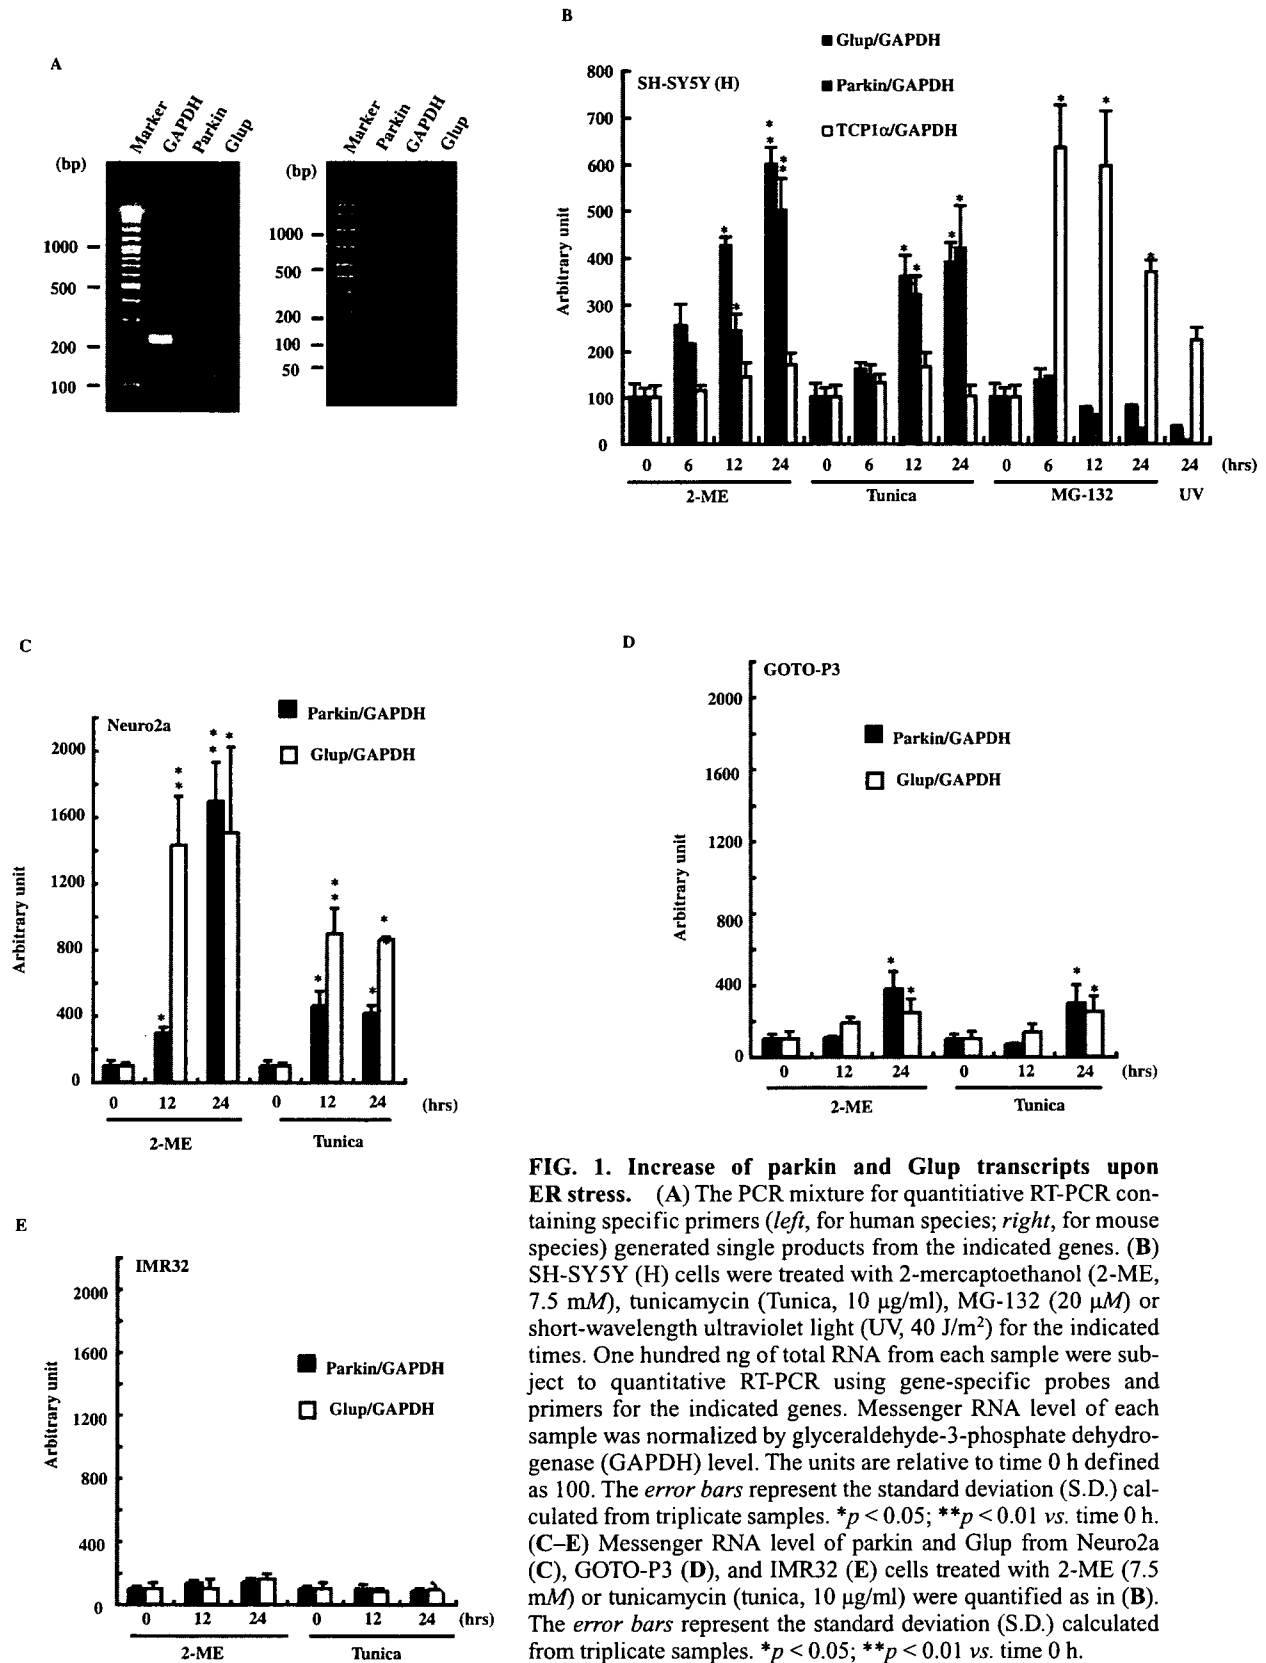 A
Marker
GAPDH
Parkin
Glup
(bp)
1000
500
200
100
Marker
Parkin
GAPDH
Glup
(bp)
1000
500
200
100
50
B
Glup/GAPDH
Parkin/GAPDH
TCP1α/GAPDH
SH-SY5Y (H)
Arbitrary unit
800
700
600
500
400
300
200
100
0
* * * * * * * * * * * * * *
0 6 12 24 0 6 12 24 0 6 12 24 24 (hrs)
2-ME Tunica MG-132 UV
C
Neuro2a
Parkin/GAPDH
Glup/GAPDH
Arbitrary unit
2000
1600
1200
800
400
0
* * * * * * * * * * *
0 12 24 0 12 24 (hrs)
2-ME Tunica
D
GOTO-P3
Parkin/GAPDH
Glup/GAPDH
Arbitrary unit
2000
1600
1200
800
400
0
* * * *
0 12 24 0 12 24 (hrs)
2-ME Tunica
E
IMR32
Parkin/GAPDH
Glup/GAPDH
Arbitrary unit
2000
1600
1200
800
400
0
0 12 24 0 12 24 (hrs)
2-ME Tunica
FIG. 1. Increase of parkin and Glup transcripts upon
ER stress. (A) The PCR mixture for quantitiative RT-PCR con-
taining specific primers (left, for human species; right, for mouse
species) generated single products from the indicated genes. (B)
SH-SY5Y (H) cells were treated with 2-mercaptoethanol (2-ME,
7.5 mM), tunicamycin (Tunica, 10 μg/ml), MG-132 (20 μM) or
short-wavelength ultraviolet light (UV, 40 J/m²) for the indicated
times. One hundred ng of total RNA from each sample were sub-
ject to quantitative RT-PCR using gene-specific probes and
primers for the indicated genes. Messenger RNA level of each
sample was normalized by glyceraldehyde-3-phosphate dehydro-
genase (GAPDH) level. The units are relative to time 0 h defined
as 100. The error bars represent the standard deviation (S.D.) cal-
culated from triplicate samples. *p < 0.05; **p < 0.01 vs. time 0 h.
(C–E) Messenger RNA level of parkin and Glup from Neuro2a
(C), GOTO-P3 (D), and IMR32 (E) cells treated with 2-ME (7.5
mM) or tunicamycin (tunica, 10 μg/ml) were quantified as in (B).
The error bars represent the standard deviation (S.D.) calculated
from triplicate samples. *p < 0.05; **p < 0.01 vs. time 0 h.